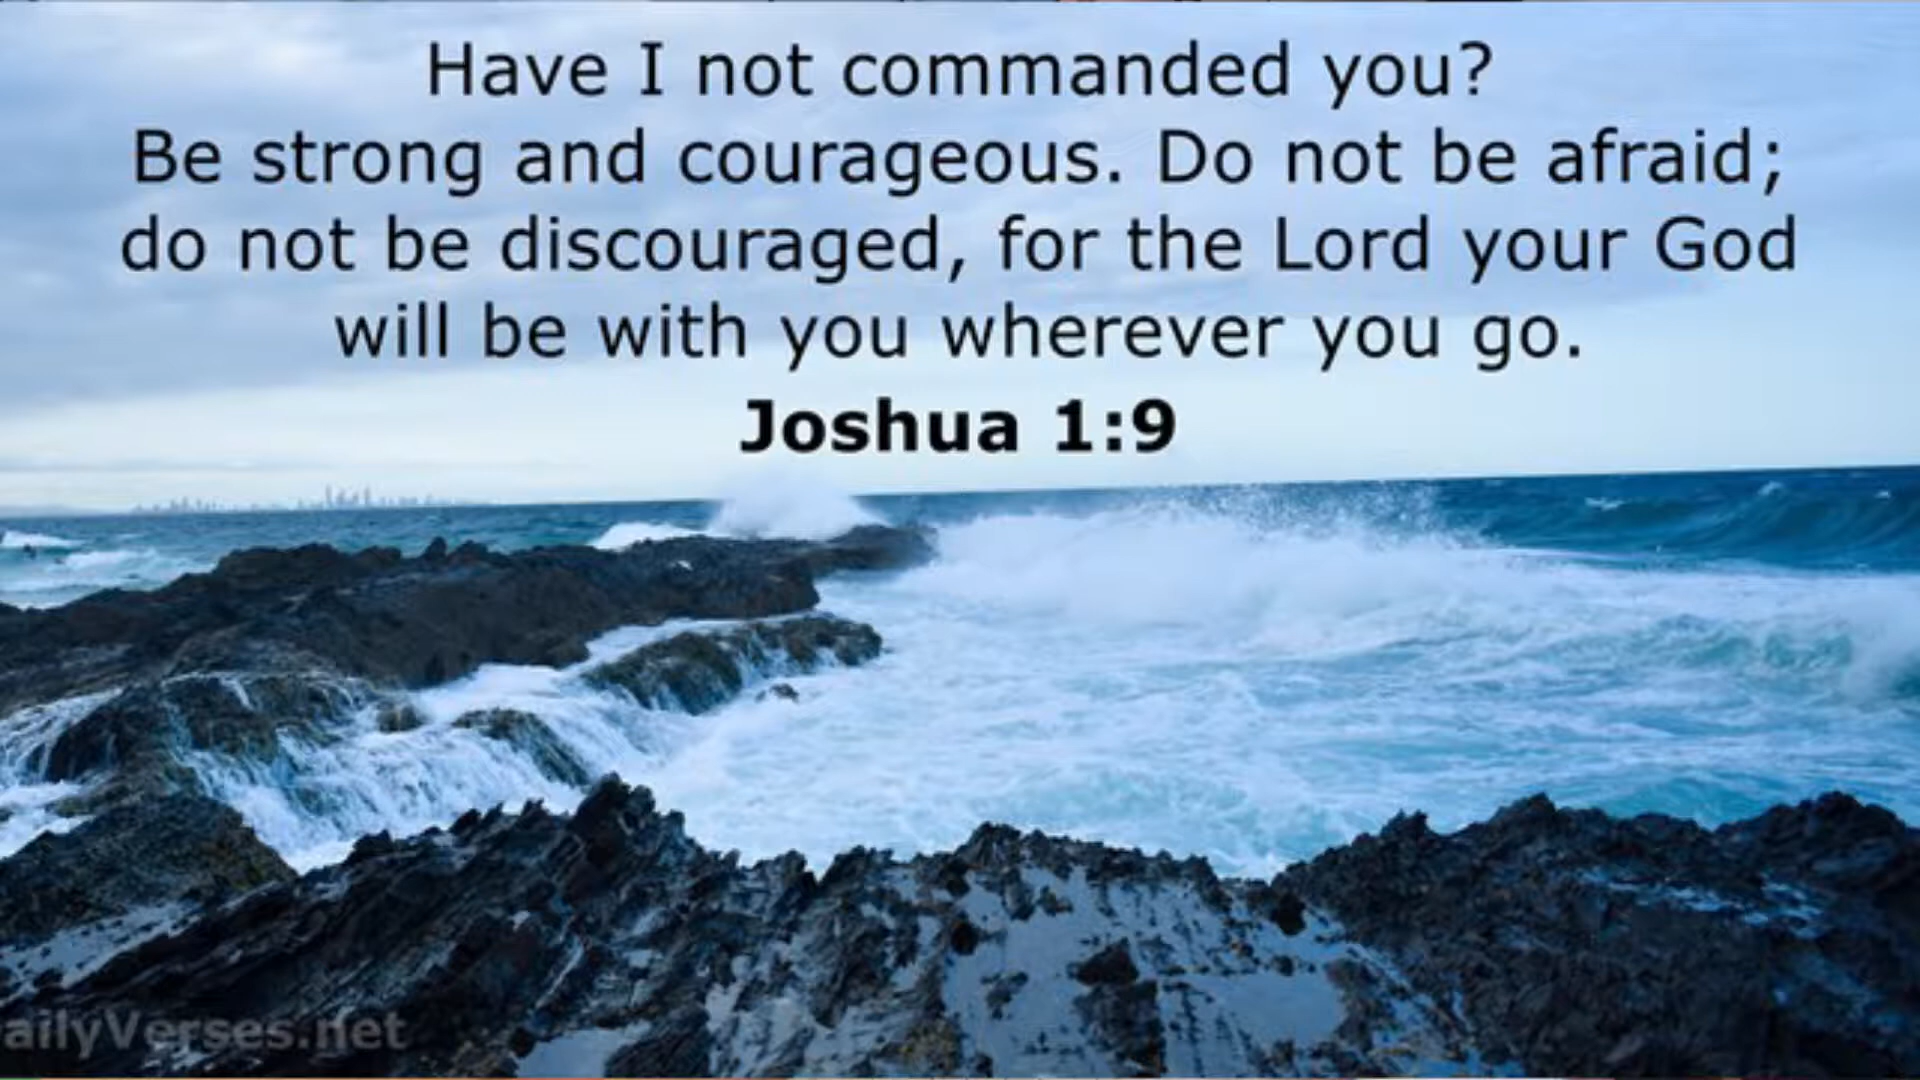 Have I not commanded you?
Be strong and courageous. Do not be afraid;
do not be discouraged, for the Lord your God
will be with you wherever you go.
Joshua 1:9
ailyVerses.net